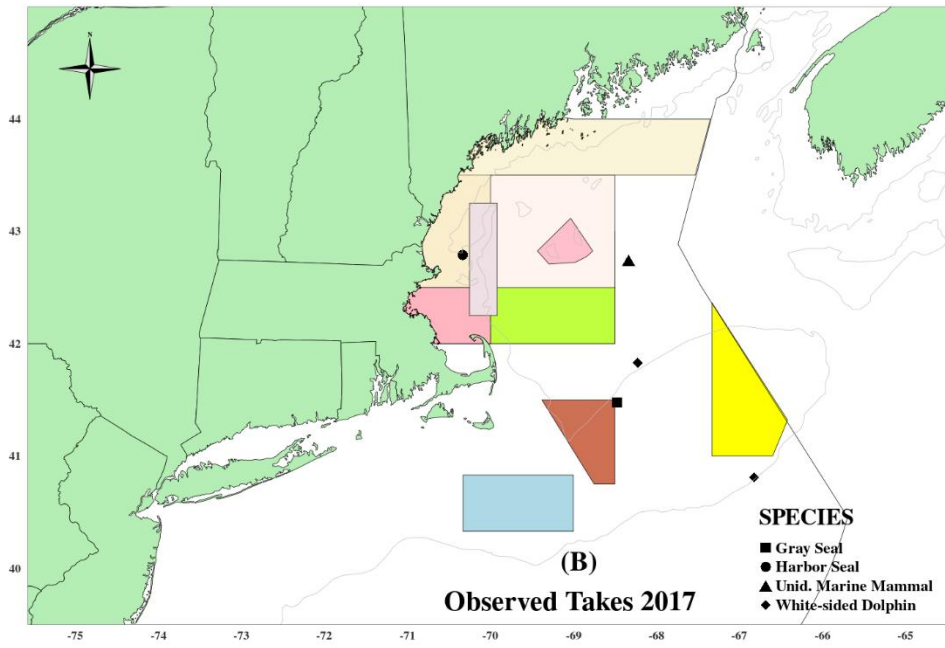 N
44
43
42
41
40
SPECIES
Gray Seal
Harbor Seal
Unid. Marine Mammal
White-sided Dolphin
(B)
Observed Takes 2017
-75 -74 -73 -72 -71 -70 -69 -68 -67 -66 -65